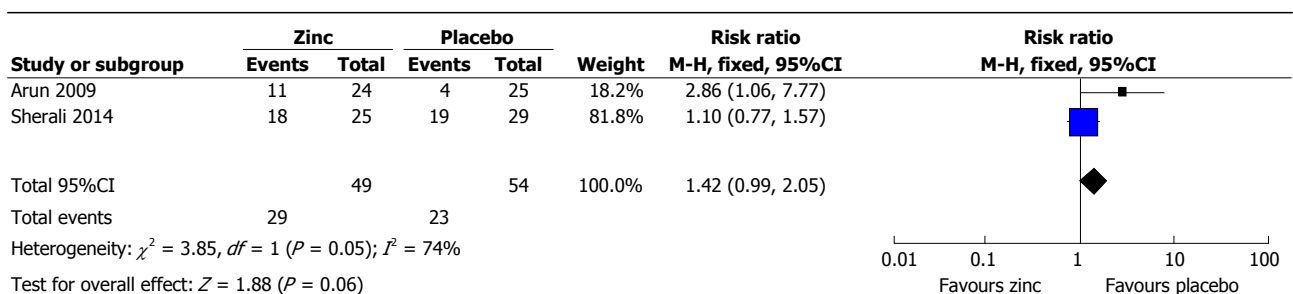 Zinc Placebo Risk ratio Risk ratio
Study or subgroup Events Total Events Total Weight M-H, fixed, 95%CI M-H, fixed, 95%CI
Arun 2009 11 24 4 25 18.2% 2.86 (1.06, 7.77)
Sherali 2014 18 25 19 29 81.8% 1.10 (0.77, 1.57)
Total 95%CI 49 54 100.0% 1.42 (0.99, 2.05)
Total events 29 23
Heterogeneity: χ² = 3.85, df = 1 (P = 0.05); I² = 74%
0.01 0.1 1 10 100
Test for overall effect: Z = 1.88 (P = 0.06) Favours zinc Favours placebo